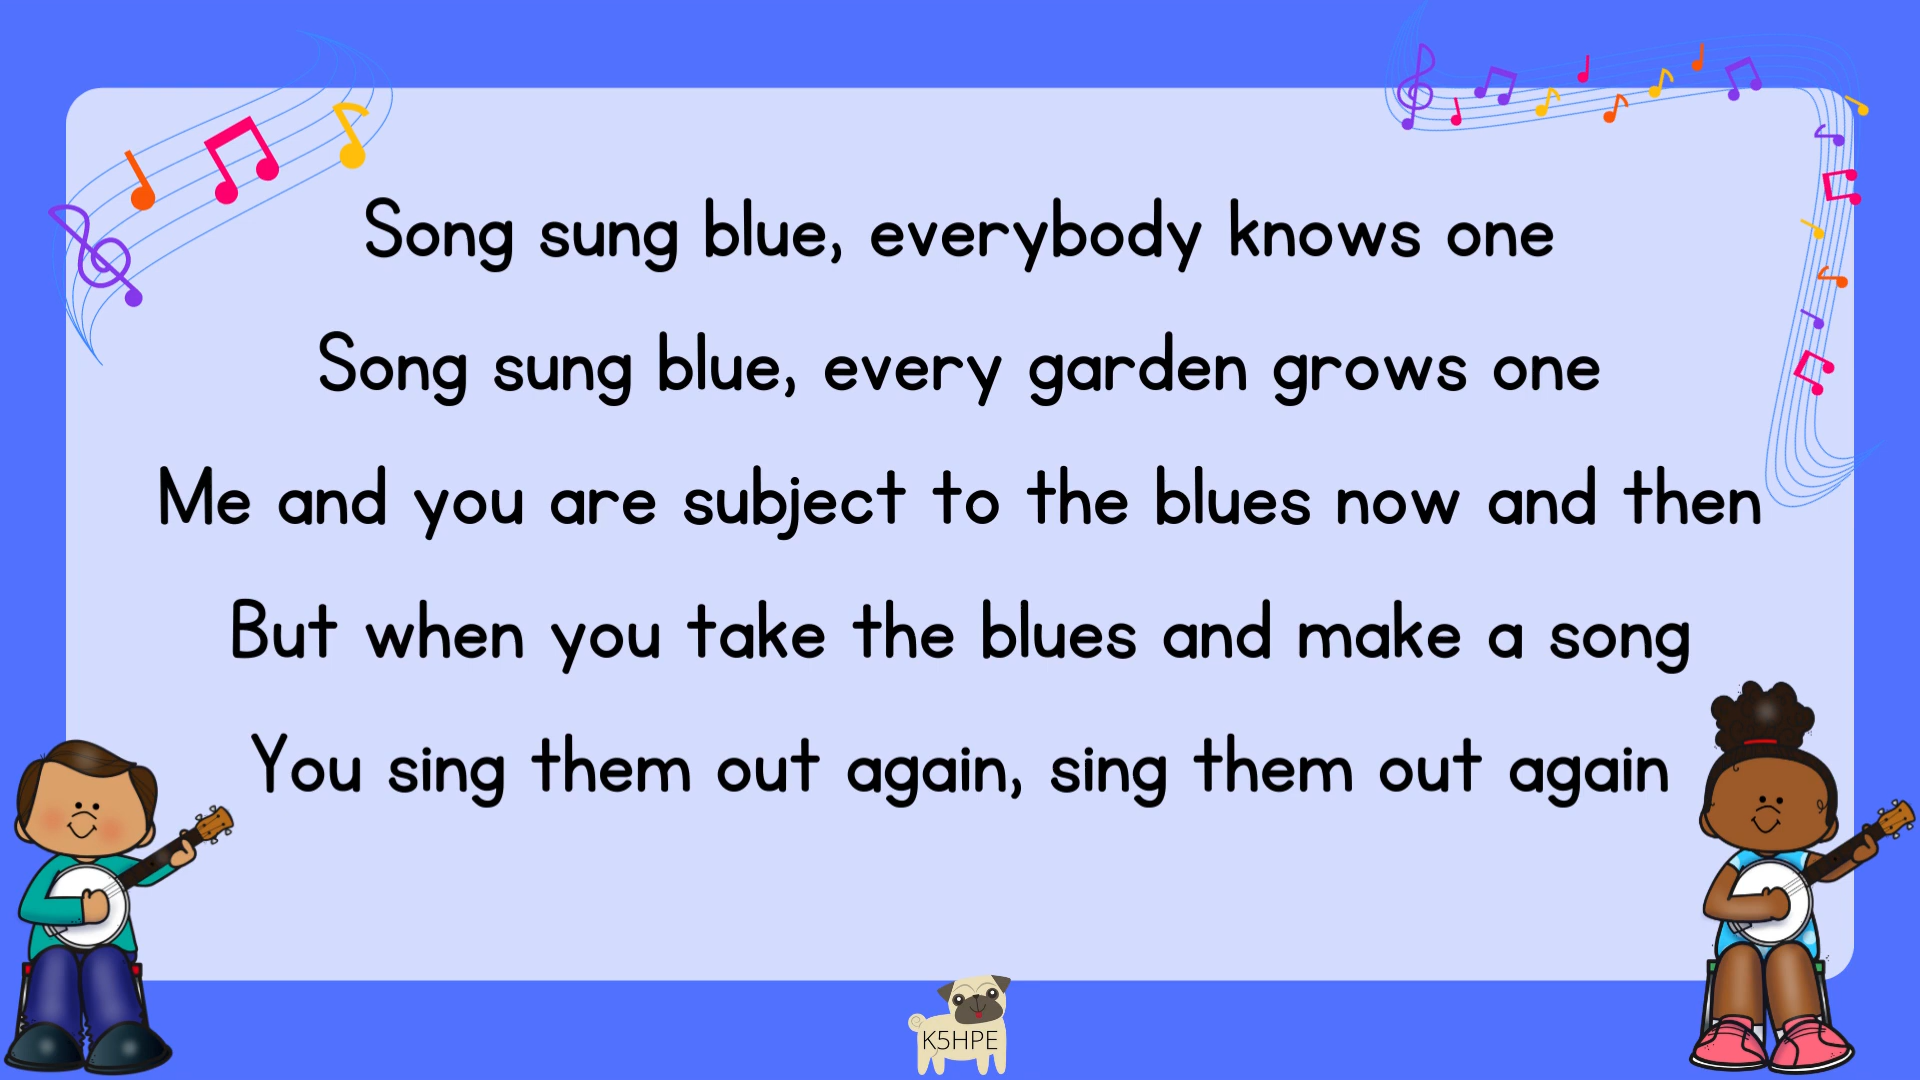 Song sung blue, everybody knows one
Song sung blue, every garden grows one
Me and you are subject to the blues now and then
But when you take the blues and make a song
You sing them out again, sing them out again
K5HPE